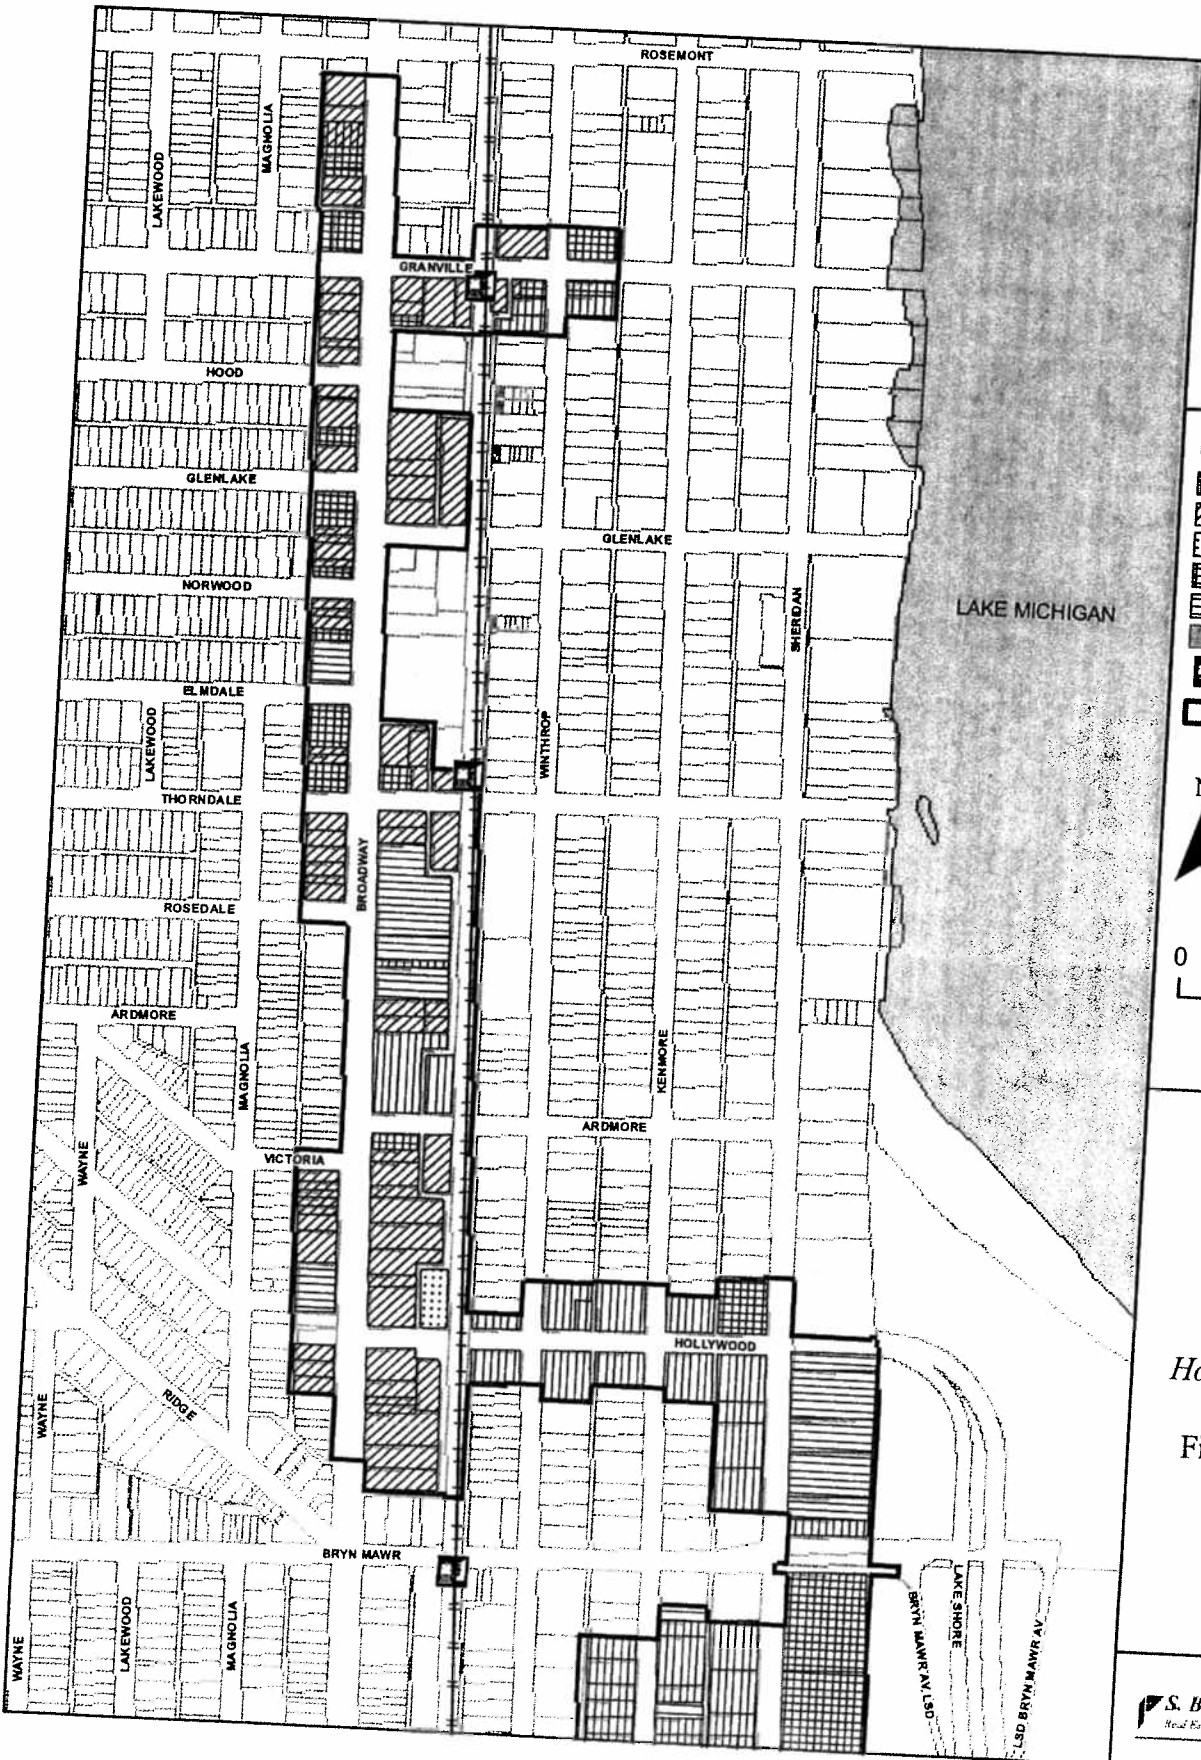 ROSEMONT
MAGNOLIA
LAKEWOOD
GRANVILLE
HOOD
GLENLAKE
GLENLAKE
NORWOOD
SHERIDAN
LAKE MICHIGAN
ELMDALE
LAKEWOOD
WINTHROP
THORNDALE
BROADWAY
ROSEDALE
0
ARDMORE
MAGNOLIA
KENMORE
ARDMORE
WAYNE
VICTORIA
HOLLYWOOD
RIDGE
WAYNE
BRYN MAWR
LAKEWOOD
MAGNOLIA
WAYNE
BRYN MAWR AV LSD
LAKE SHORE
LSD BRYN MAWR AV
S. B